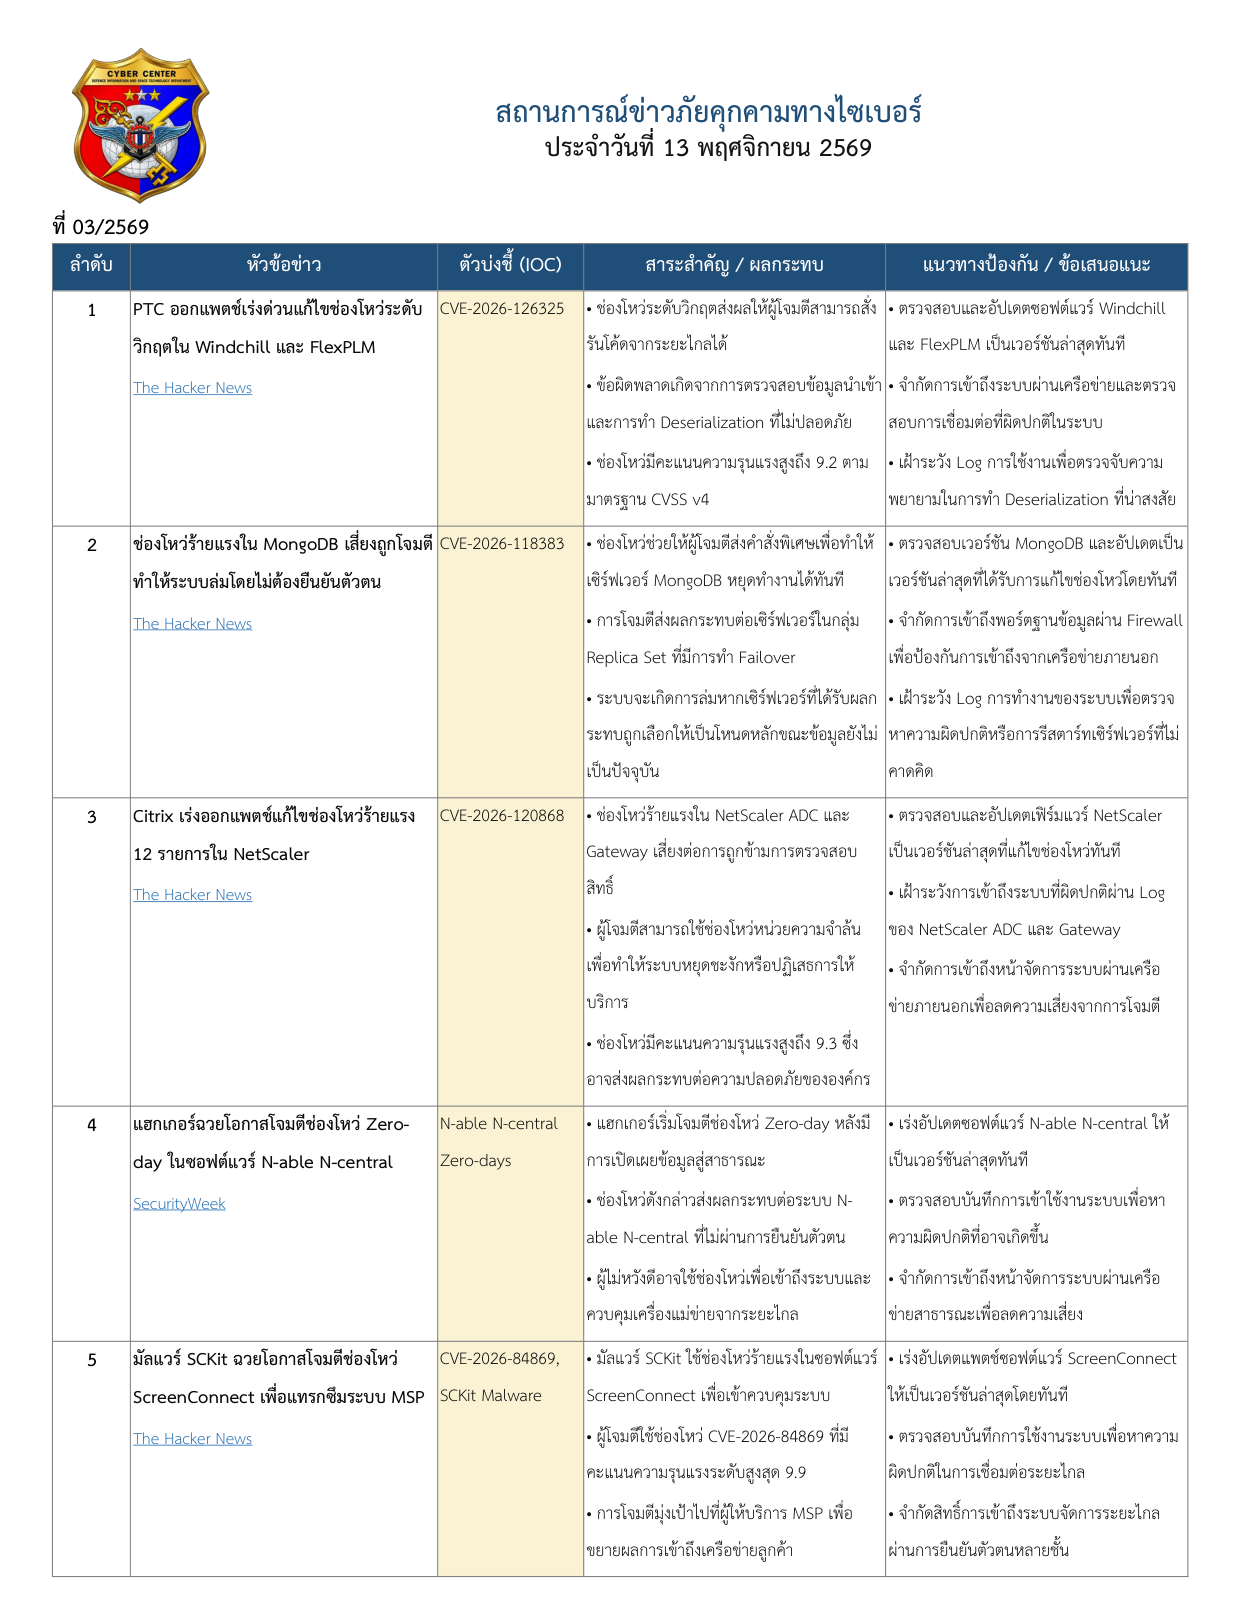 CYBER CENTER
DEFENCE INFORMATION AND SPACE TECHNOLOGY DEPARTMENT
สถานการณ์ข่าวภัยคุกคามทางไซเบอร์
ประจำวันที่ 13 พฤศจิกายน 2569
ที่ 03/2569
ลำดับ
หัวข้อข่าว
ตัวบ่งชี้ (IOC)
สาระสำคัญ / ผลกระทบ
แนวทางป้องกัน / ข้อเสนอแนะ
1
PTC ออกแพตช์เร่งด่วนแก้ไขช่องโหว่ระดับ
วิกฤตใน Windchill และ FlexPLM
The Hacker News
CVE-2026-126325
• ช่องโหว่ระดับวิกฤตส่งผลให้ผู้โจมตีสามารถสั่ง
รันโค้ดจากระยะไกลได้
• ข้อผิดพลาดเกิดจากการตรวจสอบข้อมูลนำเข้า
และการทำ Deserialization ที่ไม่ปลอดภัย
• ช่องโหว่มีคะแนนความรุนแรงสูงถึง 9.2 ตาม
มาตรฐาน CVSS v4
• ตรวจสอบและอัปเดตซอฟต์แวร์ Windchill
และ FlexPLM เป็นเวอร์ชันล่าสุดทันที
• จำกัดการเข้าถึงระบบผ่านเครือข่ายและตรวจ
สอบการเชื่อมต่อที่ผิดปกติในระบบ
• เฝ้าระวัง Log การใช้งานเพื่อตรวจจับความ
พยายามในการทำ Deserialization ที่น่าสงสัย
2
ช่องโหว่ร้ายแรงใน MongoDB เสี่ยงถูกโจมตี
ทำให้ระบบล่มโดยไม่ต้องยืนยันตัวตน
The Hacker News
CVE-2026-118383
• ช่องโหว่ช่วยให้ผู้โจมตีส่งคำสั่งพิเศษเพื่อทำให้
เซิร์ฟเวอร์ MongoDB หยุดทำงานได้ทันที
• การโจมตีส่งผลกระทบต่อเซิร์ฟเวอร์ในกลุ่ม
Replica Set ที่มีการทำ Failover
• ระบบจะเกิดการล่มหากเซิร์ฟเวอร์ที่ได้รับผลก
ระทบถูกเลือกให้เป็นโหนดหลักขณะข้อมูลยังไม่
เป็นปัจจุบัน
• ตรวจสอบเวอร์ชัน MongoDB และอัปเดตเป็น
เวอร์ชันล่าสุดที่ได้รับการแก้ไขช่องโหว่โดยทันที
• จำกัดการเข้าถึงพอร์ตฐานข้อมูลผ่าน Firewall
เพื่อป้องกันการเข้าถึงจากเครือข่ายภายนอก
• เฝ้าระวัง Log การทำงานของระบบเพื่อตรวจ
หาความผิดปกติหรือการรีสตาร์ทเซิร์ฟเวอร์ที่ไม่
คาดคิด
3
Citrix เร่งออกแพตช์แก้ไขช่องโหว่ร้ายแรง
12 รายการใน NetScaler
The Hacker News
CVE-2026-120868
• ช่องโหว่ร้ายแรงใน NetScaler ADC และ
Gateway เสี่ยงต่อการถูกข้ามการตรวจสอบ
สิทธิ์
• ผู้โจมตีสามารถใช้ช่องโหว่หน่วยความจำล้น
เพื่อทำให้ระบบหยุดชะงักหรือปฏิเสธการให้
บริการ
• ช่องโหว่มีคะแนนความรุนแรงสูงถึง 9.3 ซึ่ง
อาจส่งผลกระทบต่อความปลอดภัยขององค์กร
• ตรวจสอบและอัปเดตเฟิร์มแวร์ NetScaler
เป็นเวอร์ชันล่าสุดที่แก้ไขช่องโหว่ทันที
• เฝ้าระวังการเข้าถึงระบบที่ผิดปกติผ่าน Log
ของ NetScaler ADC และ Gateway
• จำกัดการเข้าถึงหน้าจัดการระบบผ่านเครือ
ข่ายภายนอกเพื่อลดความเสี่ยงจากการโจมตี
4
แฮกเกอร์ฉวยโอกาสโจมตีช่องโหว่ Zero-
day ในซอฟต์แวร์ N-able N-central
SecurityWeek
N-able N-central
Zero-days
• แฮกเกอร์เริ่มโจมตีช่องโหว่ Zero-day หลังมี
การเปิดเผยข้อมูลสู่สาธารณะ
• ช่องโหว่ดังกล่าวส่งผลกระทบต่อระบบ N-
able N-central ที่ไม่ผ่านการยืนยันตัวตน
• ผู้ไม่หวังดีอาจใช้ช่องโหว่เพื่อเข้าถึงระบบและ
ควบคุมเครื่องแม่ข่ายจากระยะไกล
• เร่งอัปเดตซอฟต์แวร์ N-able N-central ให้
เป็นเวอร์ชันล่าสุดทันที
• ตรวจสอบบันทึกการเข้าใช้งานระบบเพื่อหา
ความผิดปกติที่อาจเกิดขึ้น
• จำกัดการเข้าถึงหน้าจัดการระบบผ่านเครือ
ข่ายสาธารณะเพื่อลดความเสี่ยง
5
มัลแวร์ SCKit ฉวยโอกาสโจมตีช่องโหว่
ScreenConnect เพื่อแทรกซึมระบบ MSP
The Hacker News
CVE-2026-84869,
SCKit Malware
• มัลแวร์ SCKit ใช้ช่องโหว่ร้ายแรงในซอฟต์แวร์
ScreenConnect เพื่อเข้าควบคุมระบบ
• ผู้โจมตีใช้ช่องโหว่ CVE-2026-84869 ที่มี
คะแนนความรุนแรงระดับสูงสุด 9.9
• การโจมตีมุ่งเป้าไปที่ผู้ให้บริการ MSP เพื่อ
ขยายผลการเข้าถึงเครือข่ายลูกค้า
• เร่งอัปเดตแพตช์ซอฟต์แวร์ ScreenConnect
ให้เป็นเวอร์ชันล่าสุดโดยทันที
• ตรวจสอบบันทึกการใช้งานระบบเพื่อหาความ
ผิดปกติในการเชื่อมต่อระยะไกล
• จำกัดสิทธิ์การเข้าถึงระบบจัดการระยะไกล
ผ่านการยืนยันตัวตนหลายชั้น